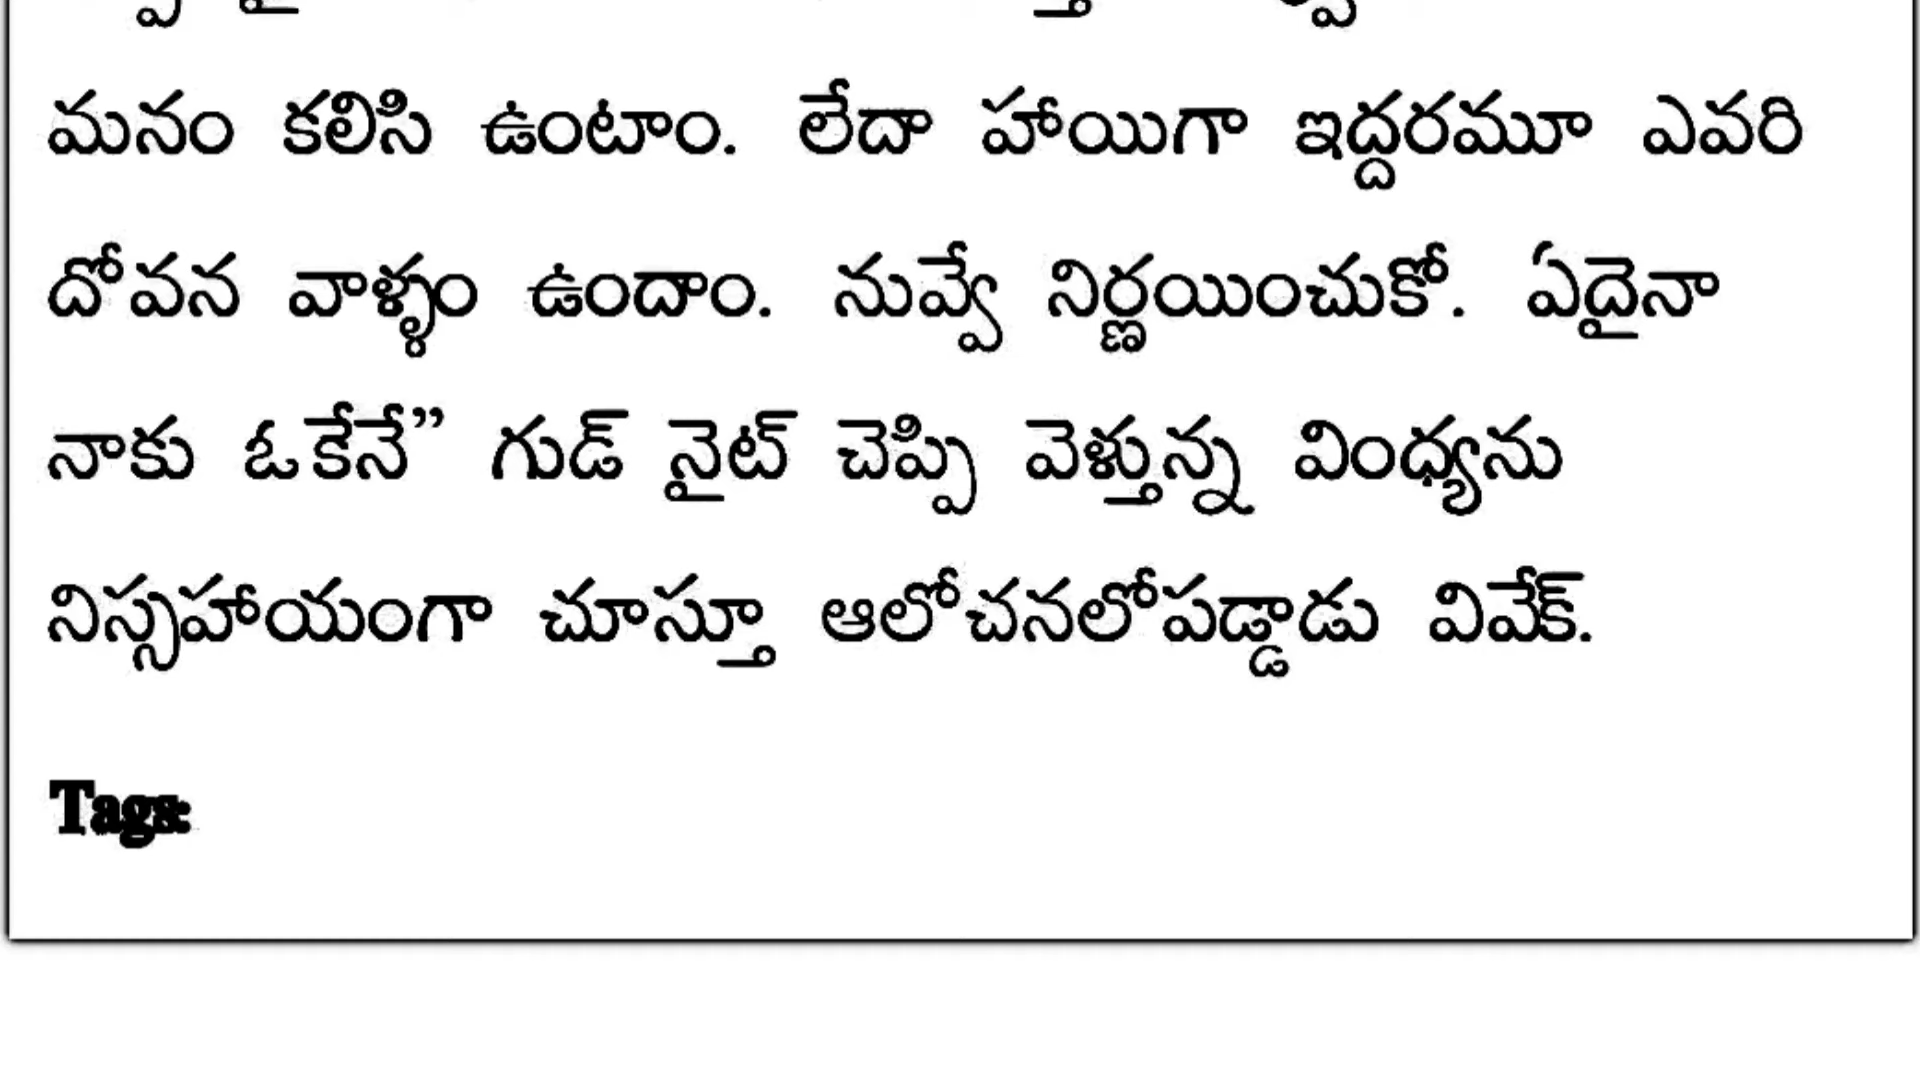 మనం కలిసి ఉంటాం. లేదా హాయిగా ఇద్దరమూ ఎవరి
దోవన వాళ్ళం ఉందాం. నువ్వే నిర్ణయించుకో. ఏదైనా
నాకు ఓకేనే” గుడ్ నైట్ చెప్పి వెళ్తున్న వింధ్యను
నిస్సహాయంగా చూస్తూ ఆలోచనలోపడ్డాడు వివేక్.
Tags: